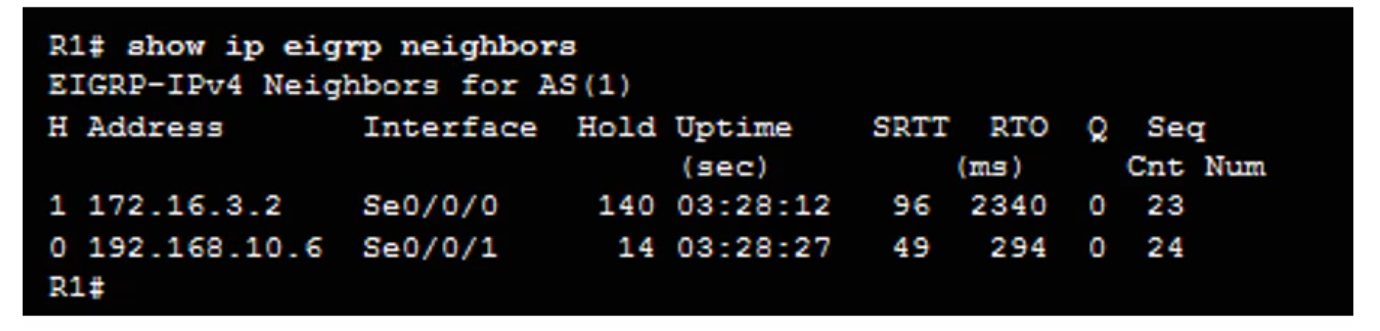 R1# show ip eigrp neighbors
EIGRP-IPv4 Neighbors for AS(1)
H Address Interface Hold Uptime SRTT RTO Q Seq
(sec) (ms) Cnt Num
1 172.16.3.2 Se0/0/0 140 03:28:12 96 2340 0 23
0 192.168.10.6 Se0/0/1 14 03:28:27 49 294 0 24
R1#